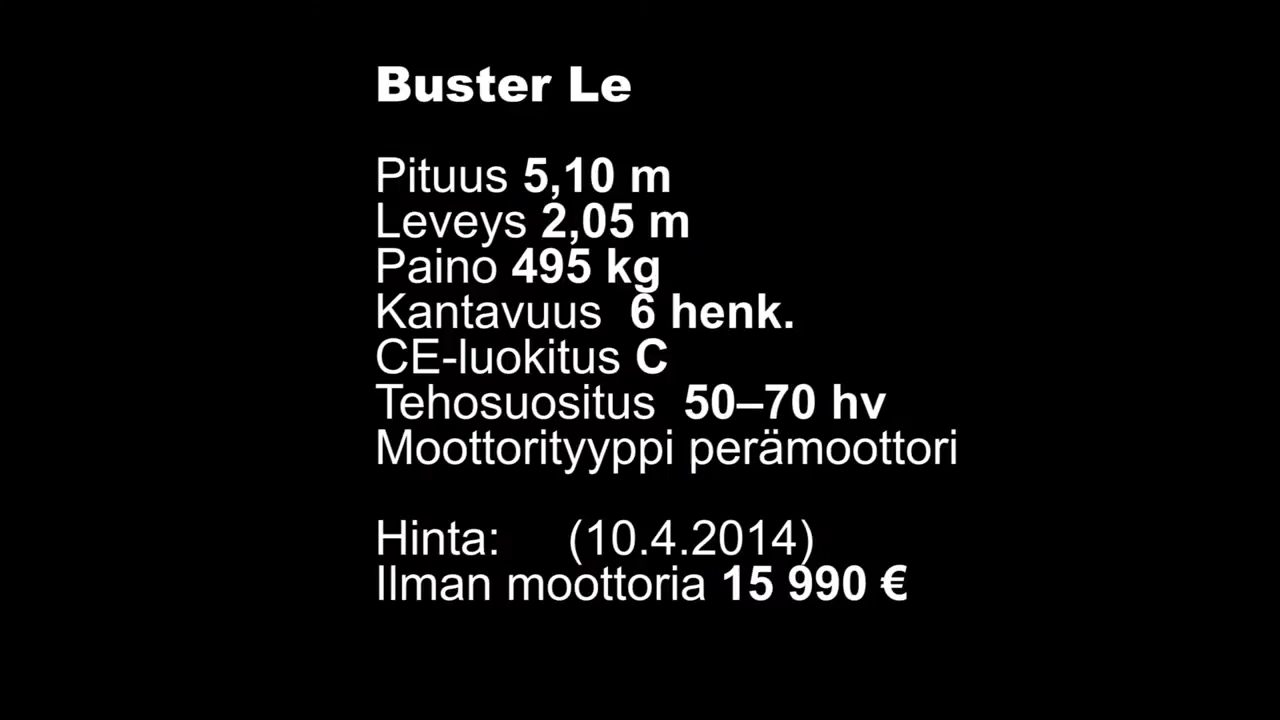 Buster Le
Pituus 5,10 m
Leveys 2,05 m
Paino 495 kg
Kantavuus 6 henk.
CE-luokitus C
Tehosuositus 50–70 hv
Moottorityyppi perämoottori
Hinta: (10.4.2014)
Ilman moottoria 15 990 €